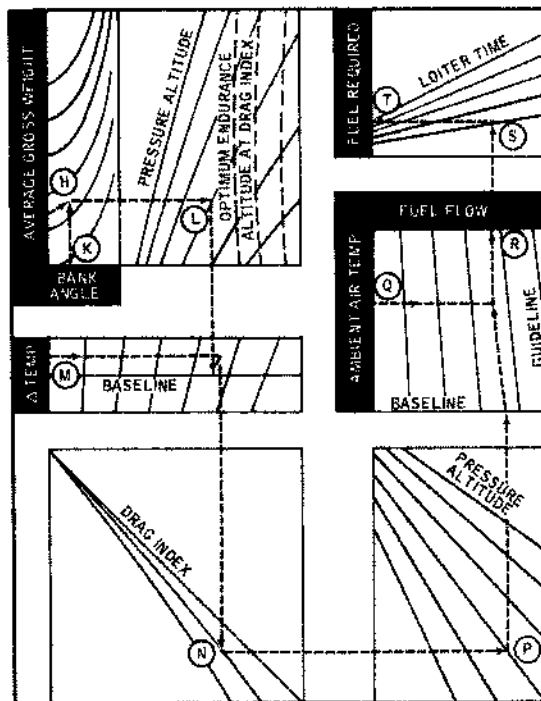 AVERAGE GROSS WEIGHT
H
K
BANK
ANGLE
PRESSURE ALTITUDE
L
OPTIMUM ENDURANCE
ALTITUDE AT DRAG INDEX
FUEL REQUIRED
T
LOITER TIME
S
FUEL FLOW
AMBIENT AIR TEMP
Q
R
GUIDELINE
BASELINE
Δ TEMP
M
BASELINE
DRAG INDEX
N
PRESSURE
ALTITUDE
P